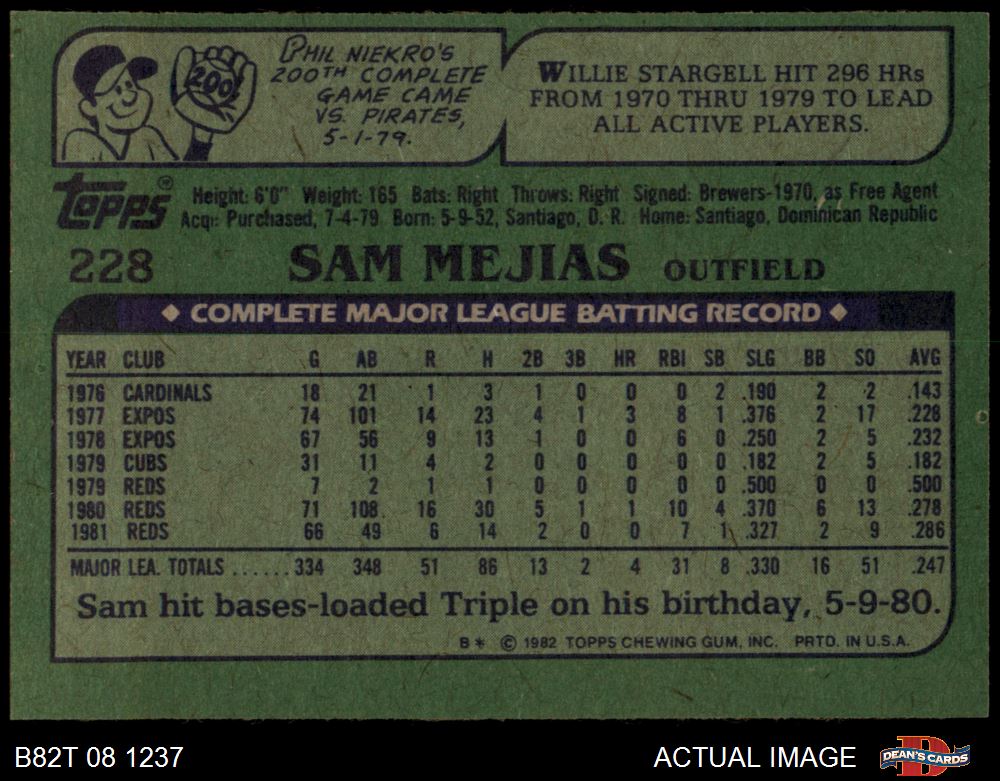 PHIL NIEKRO'S
200TH COMPLETE
GAME CAME
VS. PIRATES,
5-1-79.
200!
WILLIE STARGELL HIT 296 HRs
FROM 1970 THRU 1979 TO LEAD
ALL ACTIVE PLAYERS.
Topps®
Height: 6'0" Weight: 165 Bats: Right Throws: Right Signed: Brewers-1970, as Free Agent
Acq: Purchased, 7-4-79. Born: 5-9-52, Santiago, D. R. Home: Santiago, Dominican Republic
228 SAM MEJIAS OUTFIELD
◆ COMPLETE MAJOR LEAGUE BATTING RECORD ◆
YEAR CLUB G AB R H 2B 3B HR RBI SB SLG BB SO AVG
1976 CARDINALS 18 21 1 3 1 0 0 0 2 .190 2 2 .143
1977 EXPOS 74 101 14 23 4 1 3 8 1 .376 2 17 .228
1978 EXPOS 67 56 9 13 1 0 0 6 0 .250 2 5 .232
1979 CUBS 31 11 4 2 0 0 0 0 0 .182 2 5 .182
1979 REDS 7 2 1 1 0 0 0 0 0 .500 0 0 .500
1980 REDS 71 108 16 30 5 1 1 10 4 .370 6 13 .278
1981 REDS 66 49 6 14 2 0 0 7 1 .327 2 9 .286
MAJOR LEA. TOTALS ......334 348 51 86 13 2 4 31 8 .330 16 51 .247
Sam hit bases-loaded Triple on his birthday, 5-9-80.
B* © 1982 TOPPS CHEWING GUM, INC. PRTD. IN U.S.A.
B82T 08 1237
ACTUAL IMAGE
DEAN'S CARDS